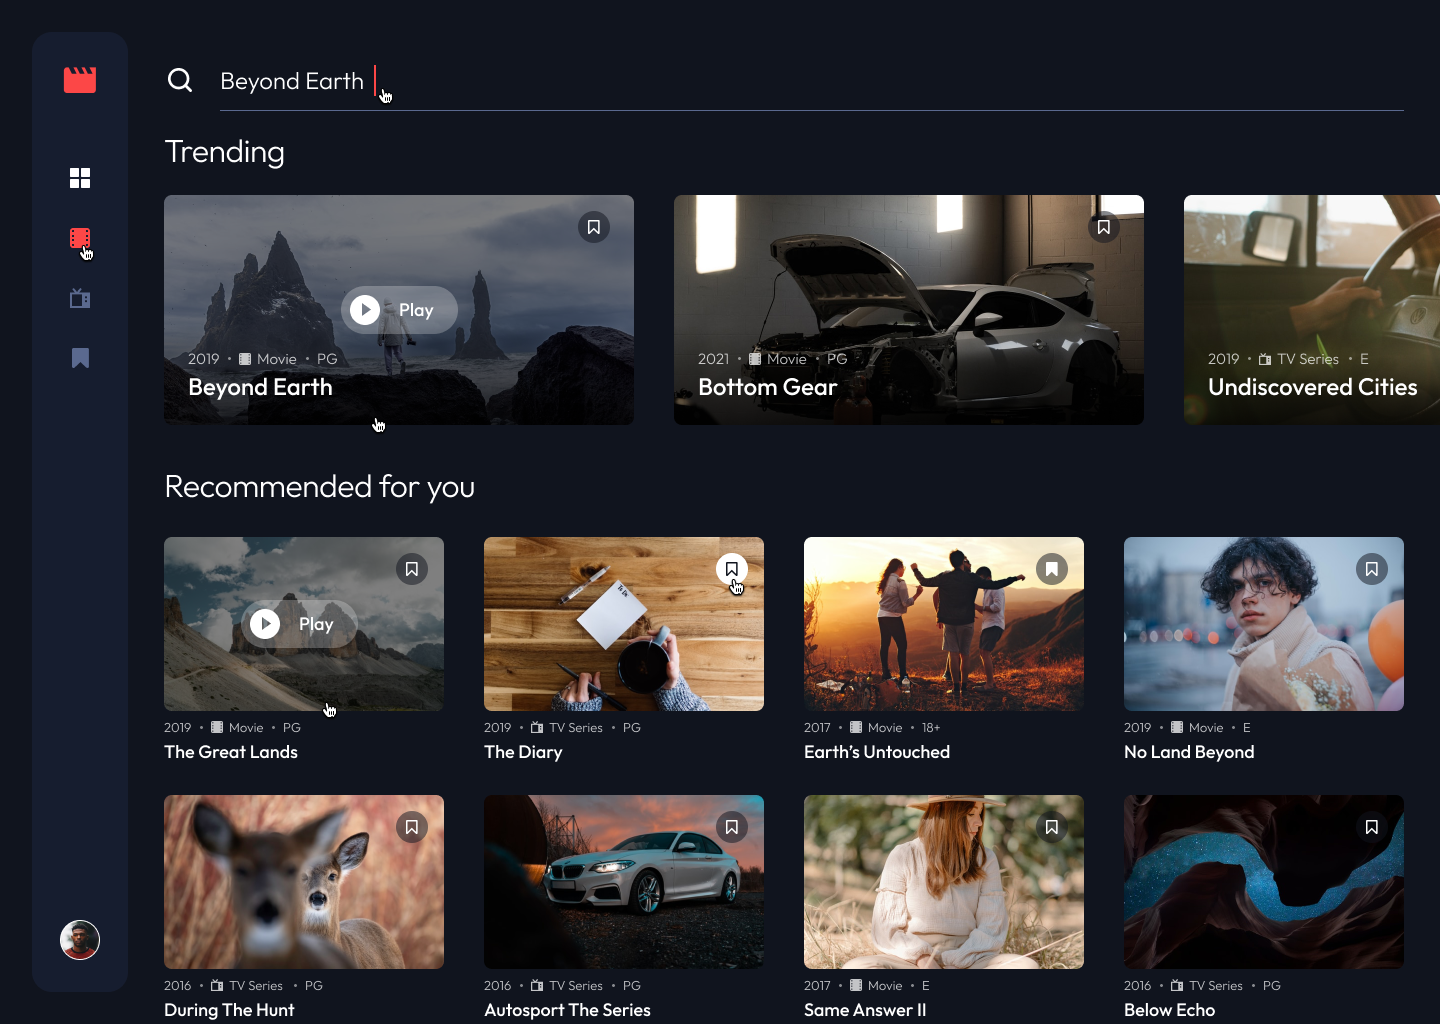 Beyond Earth
Trending
Play
2019 • Movie • PG
Beyond Earth
2021 • Movie • PG
Bottom Gear
2019 • TV Series • E
Undiscovered Cities
Recommended for you
Play
2019 • Movie • PG
The Great Lands
2019 • TV Series • PG
The Diary
2017 • Movie • 18+
Earth’s Untouched
2019 • Movie • E
No Land Beyond
2016 • TV Series • PG
During The Hunt
2016 • TV Series • PG
Autosport The Series
2017 • Movie • E
Same Answer II
2016 • TV Series • PG
Below Echo